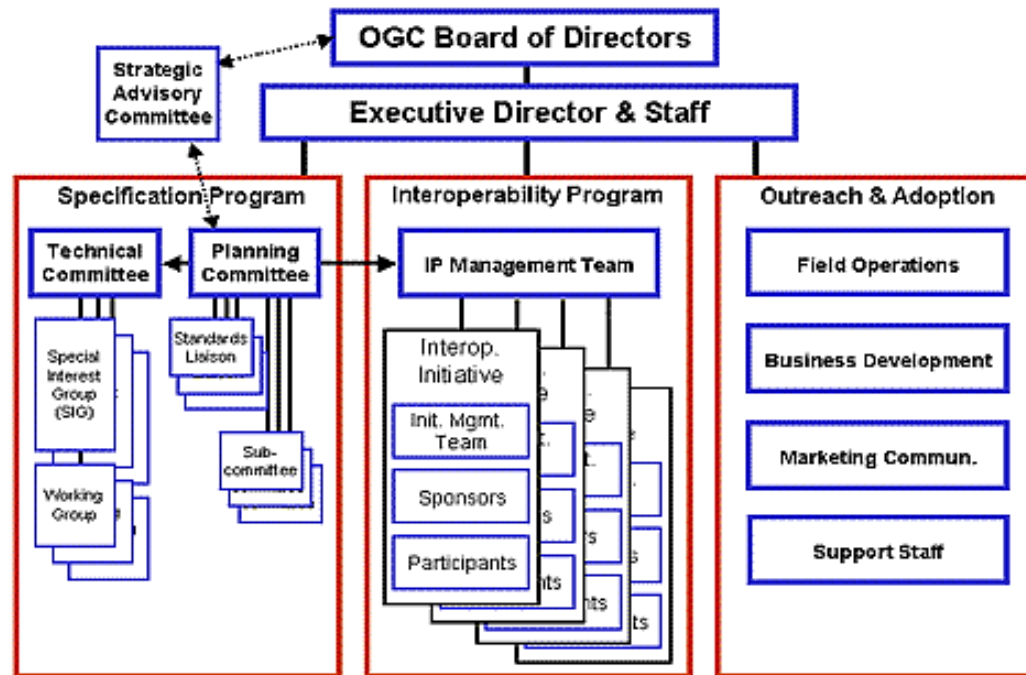 OGC Board of Directors
Strategic
Advisory
Committee
Executive Director & Staff
Specification Program
Technical
Committee
Planning
Committee
Special
Interest
Group
(SIG)
Working
Group
Standards
Liaison
Sub-
committee
Interoperability Program
IP Management Team
Interop.
Initiative
Init. Mgmt.
Team
Sponsors
Participants
Outreach & Adoption
Field Operations
Business Development
Marketing Commun.
Support Staff